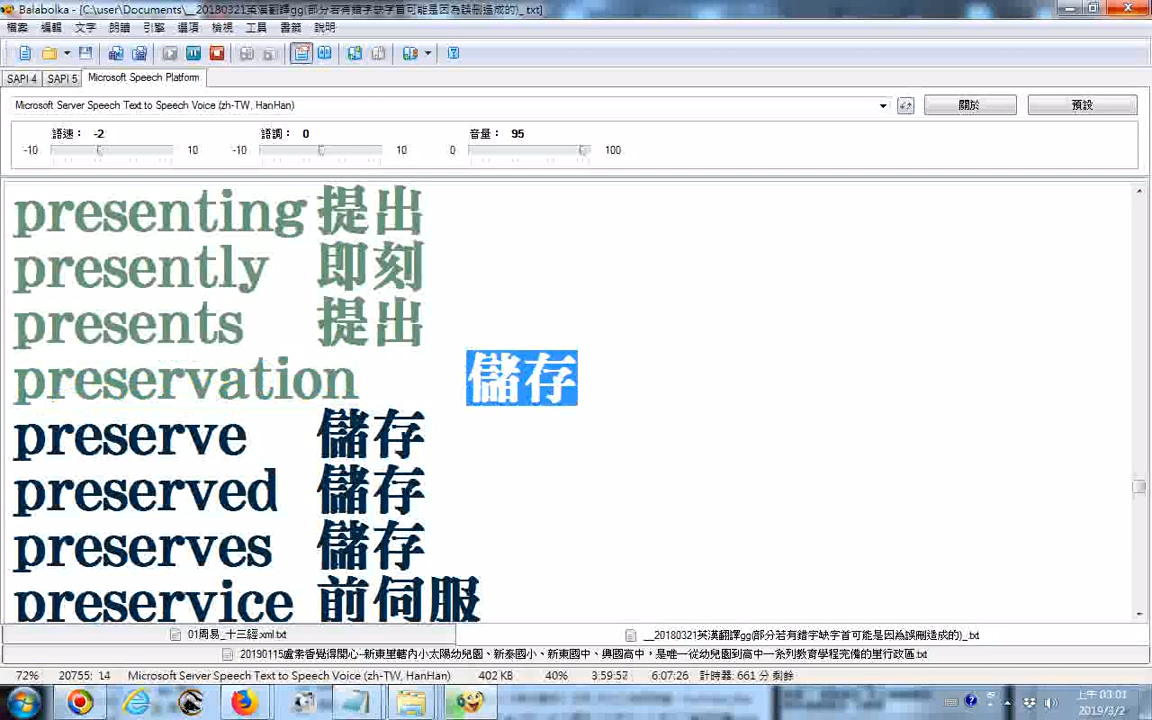 Balabolka - [C:\user\Documents\__20180321英漢翻譯gg(部分若有錯字缺字首可能是因為誤刪造成的)_.txt]
檔案 編輯 文字 朗讀 引擎 選項 檢視 工具 書籤 說明
SAPI 4 SAPI 5 Microsoft Speech Platform
Microsoft Server Speech Text to Speech Voice (zh-TW, HanHan) 關於 預設
語速： -2 語調： 0 音量： 95
-10 10 -10 10 0 100
presenting 提出
presently 即刻
presents 提出
preservation 儲存
preserve 儲存
preserved 儲存
preserves 儲存
preservice 前伺服
01周易_十三經.xml.txt __20180321英漢翻譯gg(部分若有錯字缺字首可能是因為誤刪造成的)_.txt
20190115盧素香覺得開心--新東里轄內小太陽幼兒園、新泰國小、新東國中、興國高中，是唯一從幼兒園到高中一系列教育學程完備的里行政區.txt
72% 20755: 14 Microsoft Server Speech Text to Speech Voice (zh-TW, HanHan) 402 KB 40% 3:59:52 6:07:26 計時器: 661 分 剩餘
上午 03:01
2019/3/2